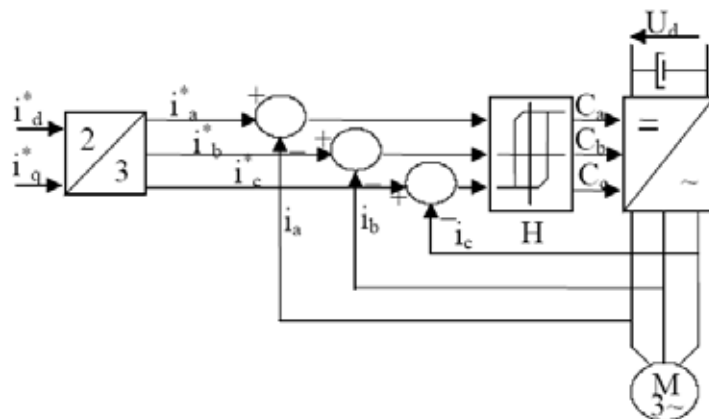 U_d
i*_d
i*_q
2
3
i*_a
+
−
i*_b
+
−
i*_c
+
−
i_a
i_b
i_c
H
C_a
C_b
C_c
=
~
M
3~